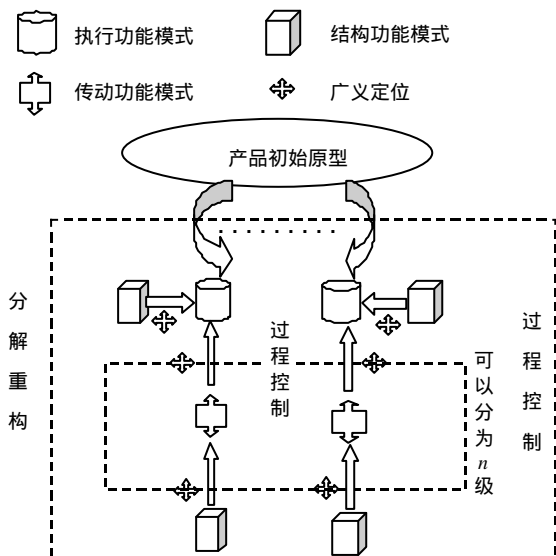 执行功能模式
结构功能模式
传动功能模式
广义定位
产品初始原型
分解重构
过程控制
可以分为n级
过程控制